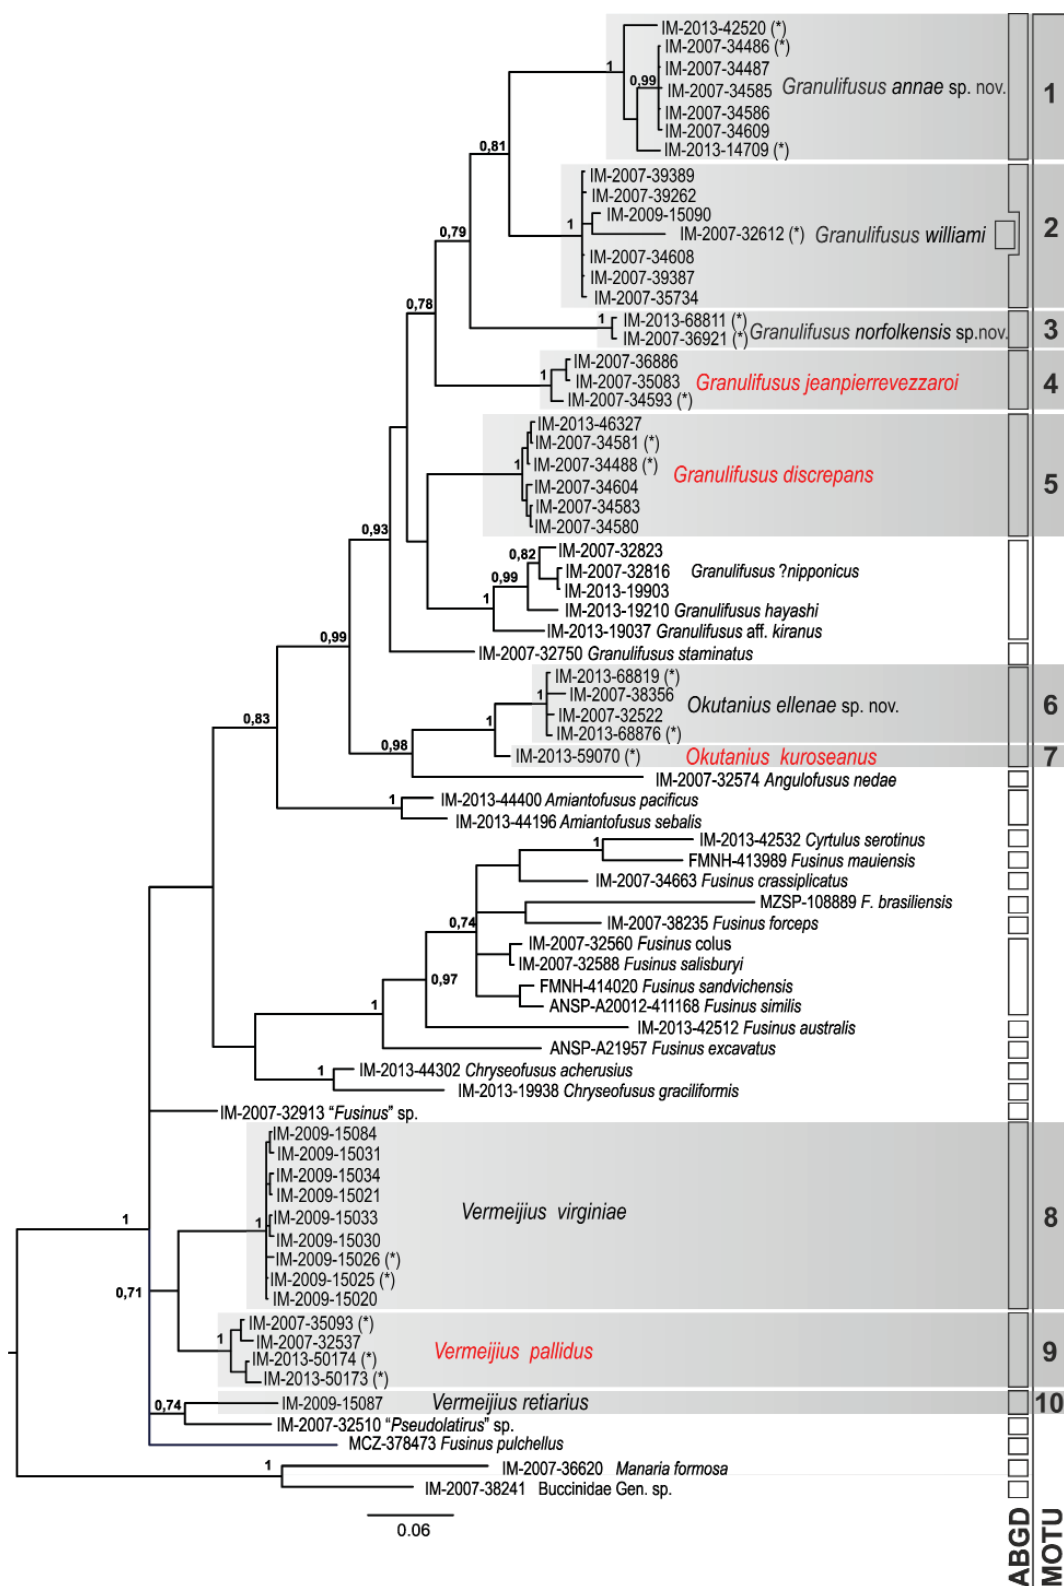 IM-2013-42520 (*)
1
IM-2007-34486 (*)
IM-2007-34487
0,99
IM-2007-34585
Granulifusus annae sp. nov.
1
IM-2007-34586
IM-2007-34609
IM-2013-14709 (*)
0,81
IM-2007-39389
IM-2007-39262
IM-2009-15090
1
IM-2007-32612 (*)
Granulifusus williami
2
0,79
IM-2007-34608
IM-2007-39387
IM-2007-35734
0,78
1
IM-2013-68811 (*)
IM-2007-36921 (*)
Granulifusus norfolkensis sp.nov.
3
IM-2007-36886
1
IM-2007-35083
Granulifusus jeanpierrevezzaroi
4
IM-2007-34593 (*)
IM-2013-46327
IM-2007-34581 (*)
1
IM-2007-34488 (*)
Granulifusus discrepans
5
IM-2007-34604
IM-2007-34583
IM-2007-34580
0,93
0,82
IM-2007-32823
IM-2007-32816
Granulifusus ?nipponicus
0,99
IM-2013-19903
1
IM-2013-19210 Granulifusus hayashi
IM-2013-19037 Granulifusus aff. kiranus
0,99
IM-2007-32750 Granulifusus staminatus
IM-2013-68819 (*)
1
IM-2007-38356
Okutanius ellenae sp. nov.
6
IM-2007-32522
1
IM-2013-68876 (*)
0,83
0,98
IM-2013-59070 (*)
Okutanius kuroseanus
7
IM-2007-32574 Angulofusus nedae
1
IM-2013-44400 Amiantofusus pacificus
IM-2013-44196 Amiantofusus sebalis
1
IM-2013-42532 Cyrtulus serotinus
FMNH-413989 Fusinus mauiensis
IM-2007-34663 Fusinus crassiplicatus
MZSP-108889 F. brasiliensis
0,74
IM-2007-38235 Fusinus forceps
IM-2007-32560 Fusinus colus
IM-2007-32588 Fusinus salisburyi
0,97
FMNH-414020 Fusinus sandvichensis
1
ANSP-A20012-411168 Fusinus similis
IM-2013-42512 Fusinus australis
ANSP-A21957 Fusinus excavatus
1
IM-2013-44302 Chryseofusus acherusius
IM-2013-19938 Chryseofusus graciliformis
IM-2007-32913 "Fusinus" sp.
IM-2009-15084
IM-2009-15031
IM-2009-15034
IM-2009-15021
1
1
IM-2009-15033
Vermeijius virginiae
8
IM-2009-15030
IM-2009-15026 (*)
IM-2009-15025 (*)
IM-2009-15020
0,71
IM-2007-35093 (*)
1
IM-2007-32537
Vermeijius pallidus
9
IM-2013-50174 (*)
IM-2013-50173 (*)
0,74
IM-2009-15087
Vermeijius retiarius
10
IM-2007-32510 "Pseudolatirus" sp.
MCZ-378473 Fusinus pulchellus
1
IM-2007-36620 Manaria formosa
IM-2007-38241 Buccinidae Gen. sp.
0.06
ABGD
MOTU